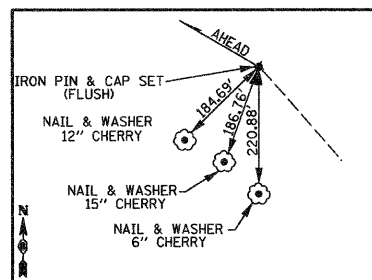 AHEAD
IRON PIN & CAP SET
(FLUSH)
184.69'
186.76'
220.88'
NAIL & WASHER
12" CHERRY
NAIL & WASHER
15" CHERRY
NAIL & WASHER
6" CHERRY
N